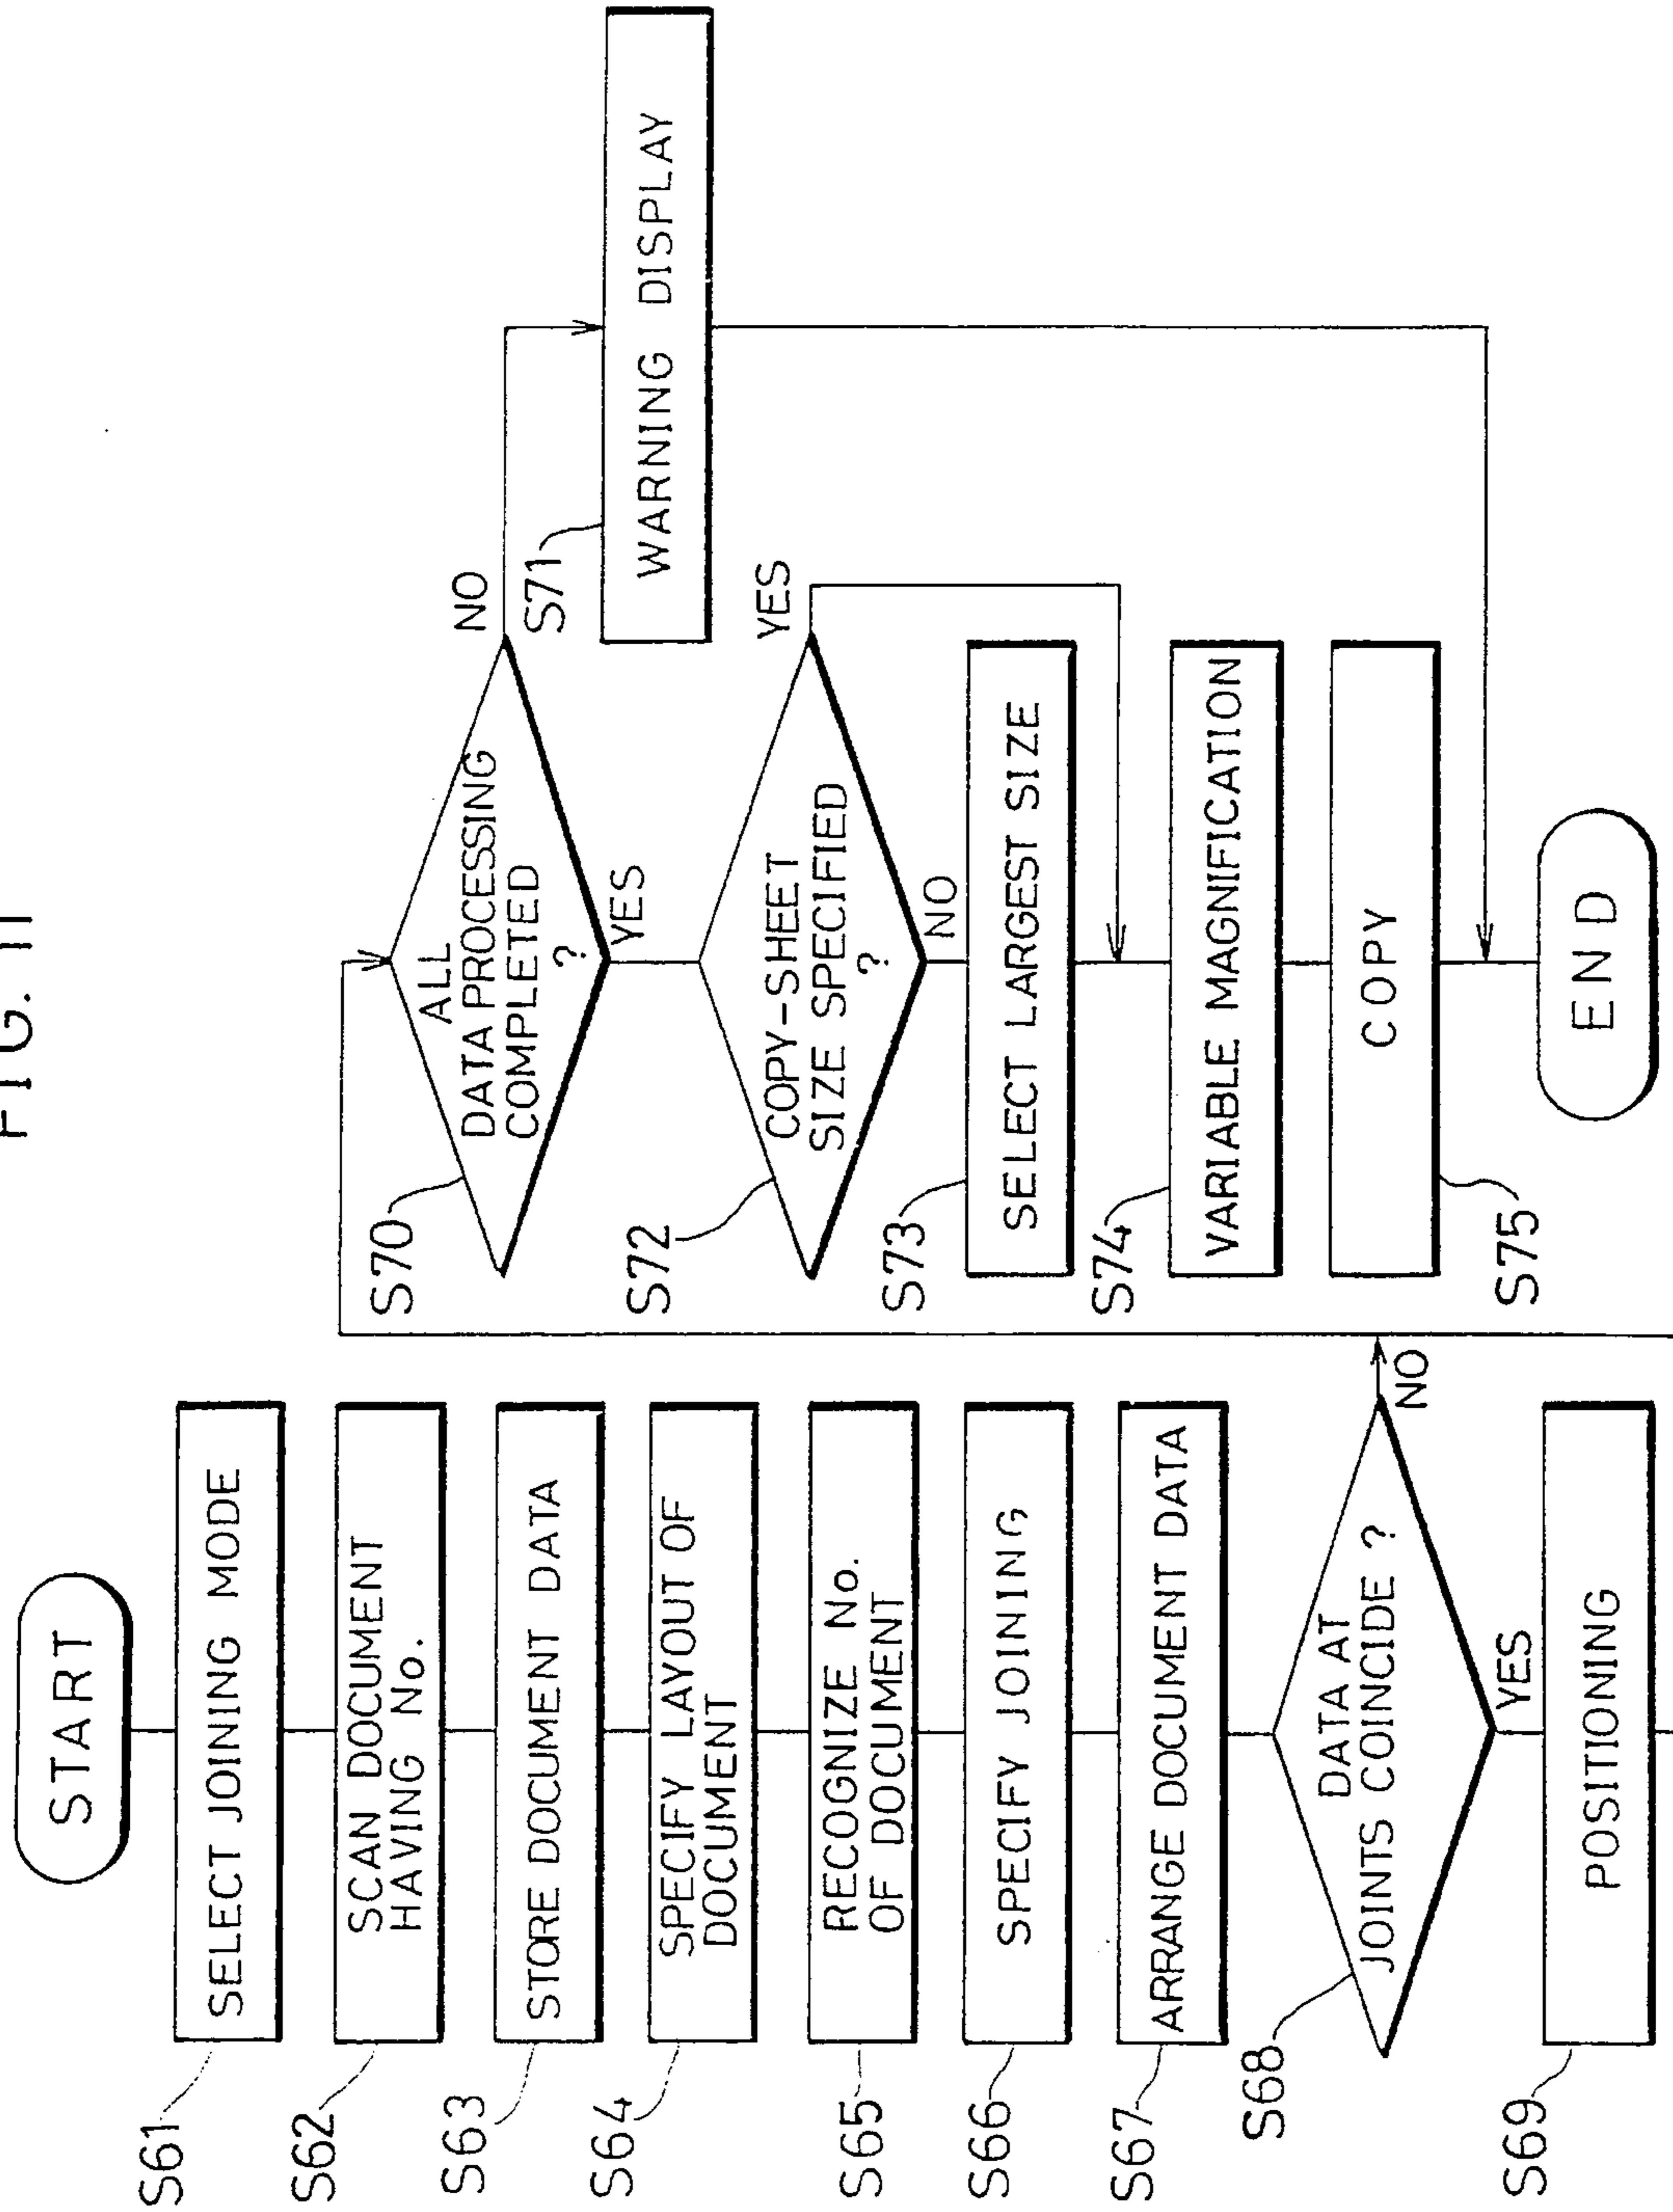 FIG. 11
START
S61
SELECT JOINING MODE
S62
SCAN DOCUMENT
HAVING No.
S63
STORE DOCUMENT DATA
S64
SPECIFY LAYOUT OF
DOCUMENT
S65
RECOGNIZE No.
OF DOCUMENT
S66
SPECIFY JOINING
S67
ARRANGE DOCUMENT DATA
S68
DATA AT
JOINTS COINCIDE ?
NO
YES
S69
POSITIONING
S70
ALL
DATA PROCESSING
COMPLETED
?
NO
YES
S71
WARNING DISPLAY
S72
COPY-SHEET
SIZE SPECIFIED
?
YES
NO
S73
SELECT LARGEST SIZE
S74
VARIABLE MAGNIFICATION
S75
COPY
END